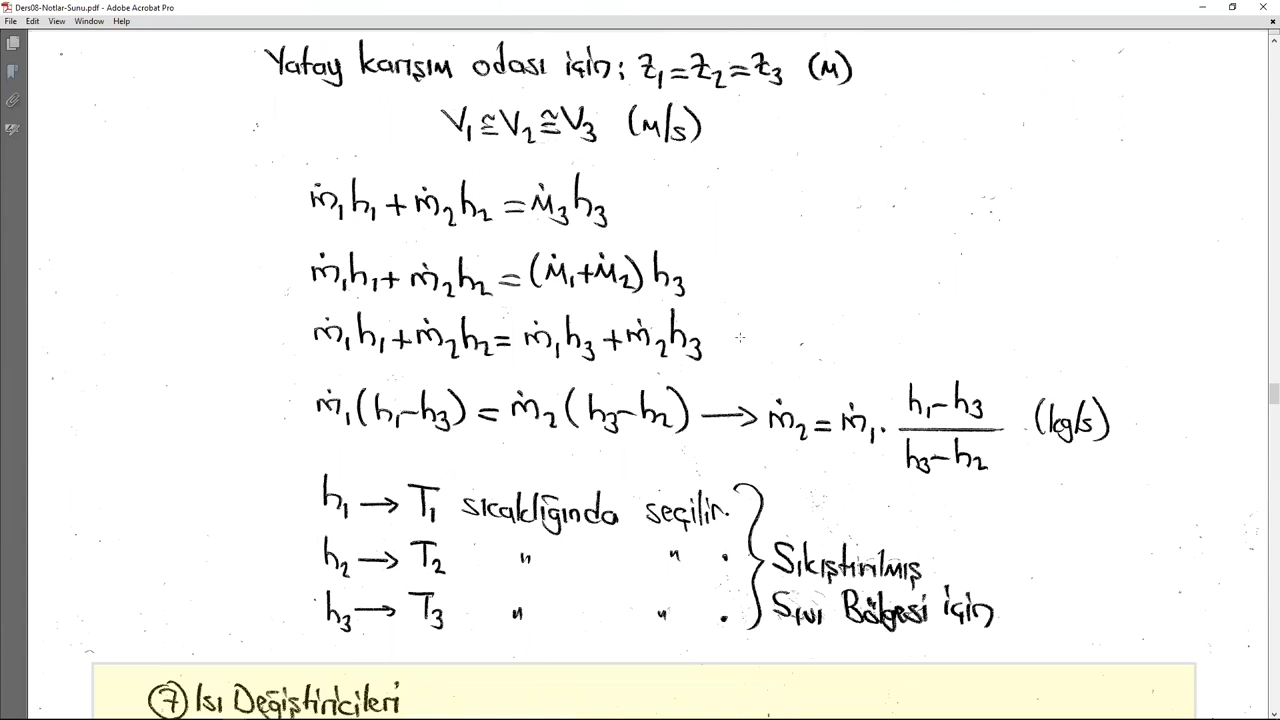 Ders08-Notlar-Sunu.pdf - Adobe Acrobat Pro
File Edit View Window Help
Yatay karışım odası için: z₁=z₂=z₃ (m)
V₁≅V₂≅V₃ (m/s)
ṁ₁h₁+ṁ₂h₂=ṁ₃h₃
ṁ₁h₁+ṁ₂h₂=(ṁ₁+ṁ₂)h₃
ṁ₁h₁+ṁ₂h₂=ṁ₁h₃+ṁ₂h₃
ṁ₁(h₁-h₃)=ṁ₂(h₃-h₂)→ṁ₂=ṁ₁.(h₁-h₃)/(h₃-h₂) (kg/s)
h₁→T₁ sıcaklığında seçilir.
h₂→T₂ " " .
h₃→T₃ " " .
Sıkıştırılmış
Sıvı Bölgesi için
⑦ Isı Değiştiricileri